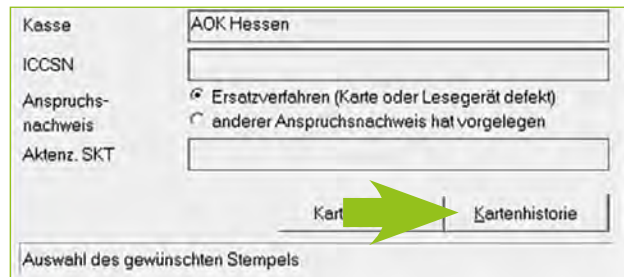 Kasse AOK Hessen
ICCSN
Anspruchs-
nachweis
Ersatzverfahren (Karte oder Lesegerät defekt)
anderer Anspruchsnachweis hat vorgelegen
Aktenz. SKT
Kartenhistorie
Auswahl des gewünschten Stempels